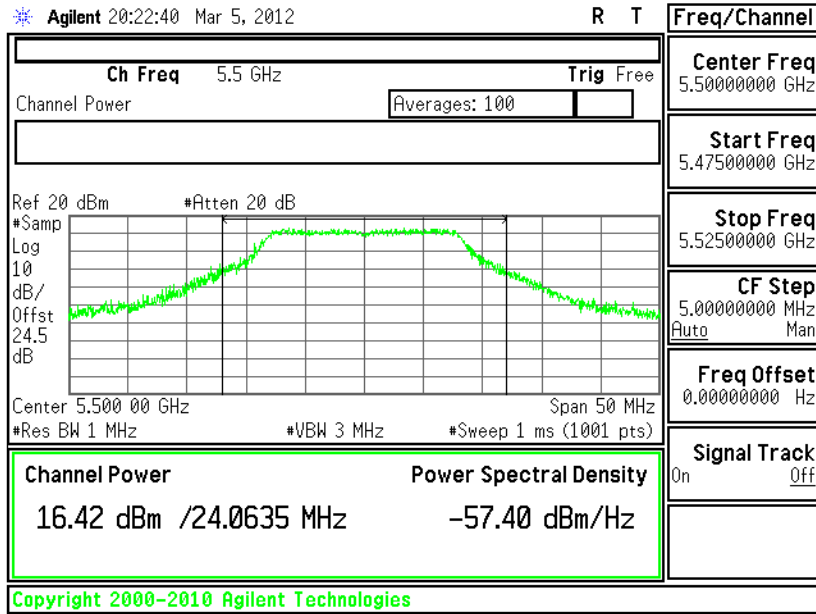 Agilent 20:22:40 Mar 5, 2012 R T
Freq/Channel
Ch Freq 5.5 GHz Trig Free
Channel Power Averages: 100
Ref 20 dBm #Atten 20 dB
#Samp
Log
10
dB/
Offst
24.5
dB
Center 5.500 00 GHz Span 50 MHz
#Res BW 1 MHz #VBW 3 MHz #Sweep 1 ms (1001 pts)
Channel Power Power Spectral Density
16.42 dBm /24.0635 MHz -57.40 dBm/Hz
Center Freq
5.50000000 GHz
Start Freq
5.47500000 GHz
Stop Freq
5.52500000 GHz
CF Step
5.00000000 MHz
Auto Man
Freq Offset
0.00000000 Hz
Signal Track
On Off
Copyright 2000-2010 Agilent Technologies